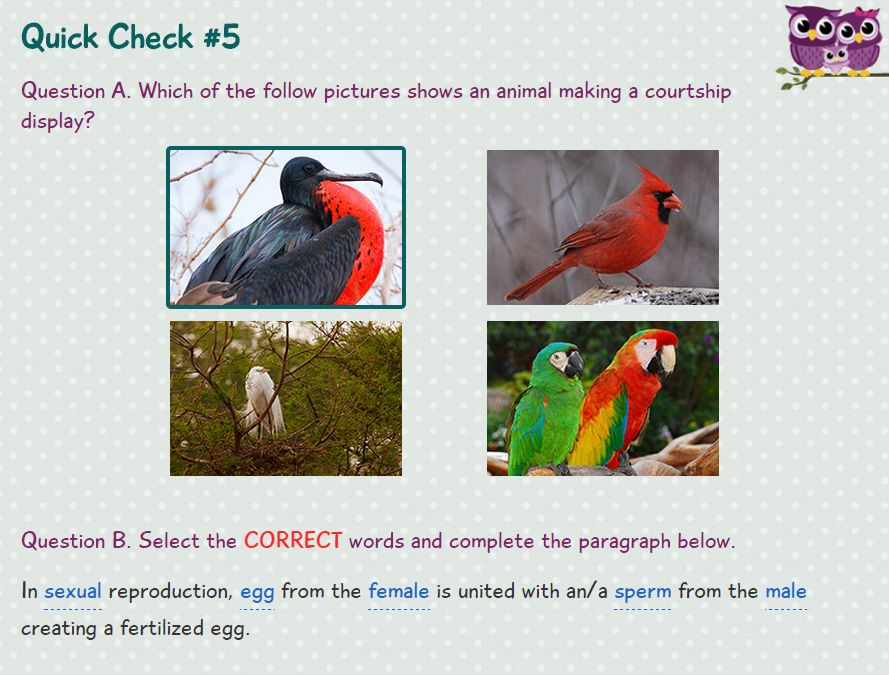 Quick Check #5
Question A. Which of the follow pictures shows an animal making a courtship
display?
Question B. Select the CORRECT words and complete the paragraph below.
In sexual reproduction, egg from the female is united with an/a sperm from the male
creating a fertilized egg.